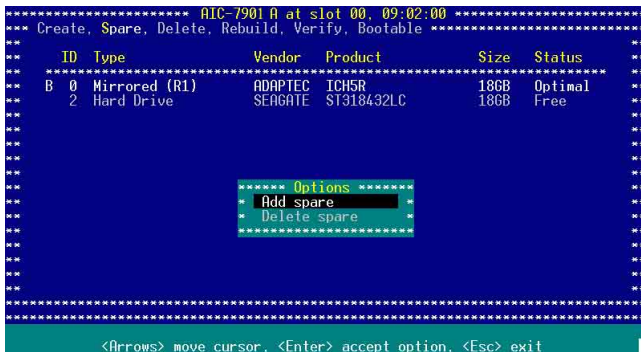 AIC-7901 A at slot 00, 09:02:00
Create, Spare, Delete, Rebuild, Verify, Bootable
ID Type Vendor Product Size Status
B 0 Mirrored (R1) ADAPTEC ICH5R 18GB Optimal
2 Hard Drive SEAGATE ST318432LC 18GB Free
Options
Add spare
Delete spare
<Arrows> move cursor, <Enter> accept option, <Esc> exit